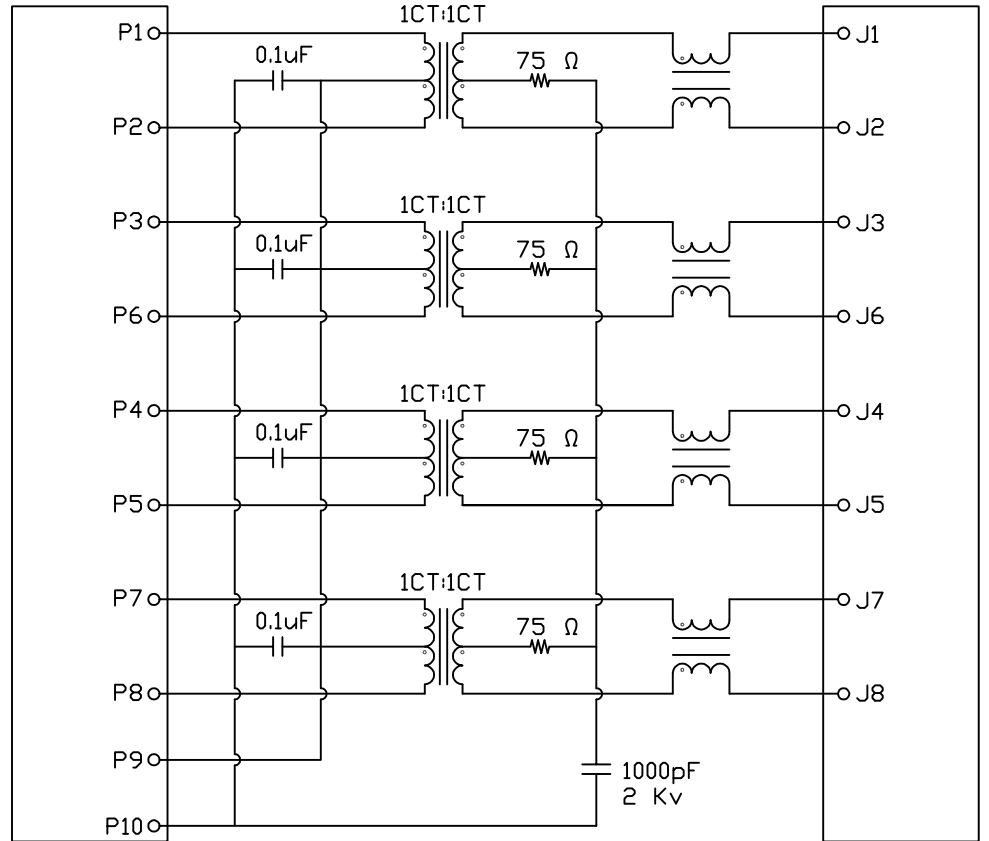 1CT:1CT
P1
J1
0.1uF
75 Ω
P2
J2
1CT:1CT
P3
J3
0.1uF
75 Ω
P6
J6
1CT:1CT
P4
J4
0.1uF
75 Ω
P5
J5
1CT:1CT
P7
J7
0.1uF
75 Ω
P8
J8
P9
1000pF
2 Kv
P10